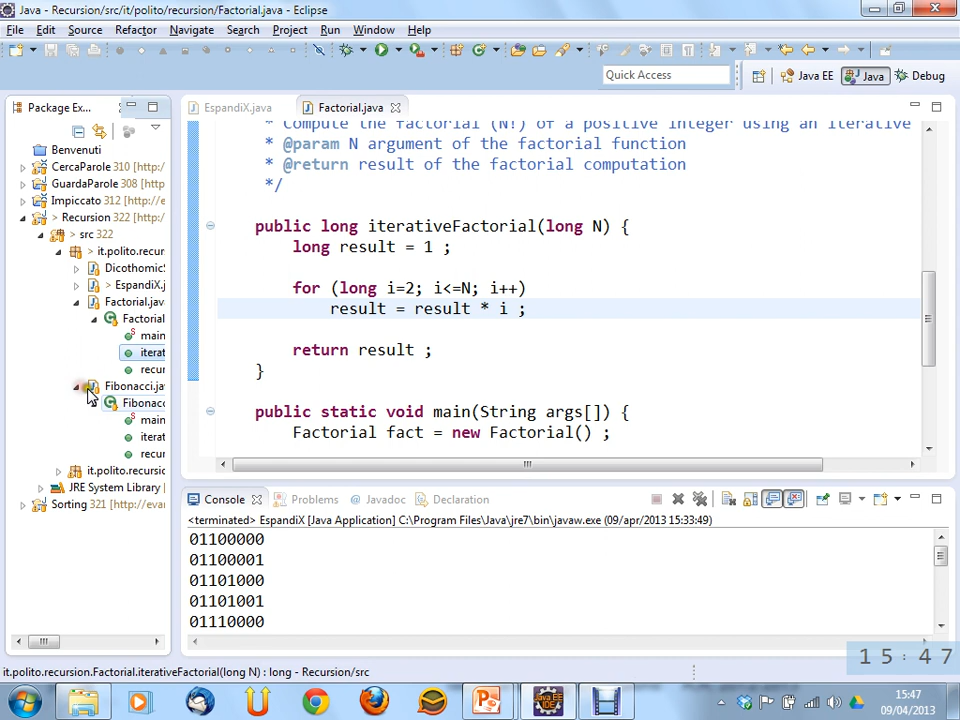 Java - Recursion/src/it/polito/recursion/Factorial.java - Eclipse
File Edit Source Refactor Navigate Search Project Run Window Help
Quick Access
Java EE Java Debug
Package Ex...
EspandiX.java Factorial.java
Benvenuti
CercaParole 310 [http:/
GuardaParole 308 [http
Impiccato 312 [http://e
> Recursion 322 [http:/
> src 322
> it.polito.recur
Dicothomic
> EspandiX.j
Factorial.java
Factorial
main
iterat
recur
Fibonacci.ja
Fibonacc
main
iterat
recur
it.polito.recursic
JRE System Library
Sorting 321 [http://eva
* Compute the factorial (N!) of a positive integer using an iterative
* @param N argument of the factorial function
* @return result of the factorial computation
*/
public long iterativeFactorial(long N) {
long result = 1 ;
for (long i=2; i<=N; i++)
result = result * i ;
return result ;
}
public static void main(String args[]) {
Factorial fact = new Factorial() ;
Console Problems Javadoc Declaration
<terminated> EspandiX [Java Application] C:\Program Files\Java\jre7\bin\javaw.exe (09/apr/2013 15:33:49)
01100000
01100001
01101000
01101001
01110000
15:47
it.polito.recursion.Factorial.iterativeFactorial(long N) : long - Recursion/src
15:47
09/04/2013